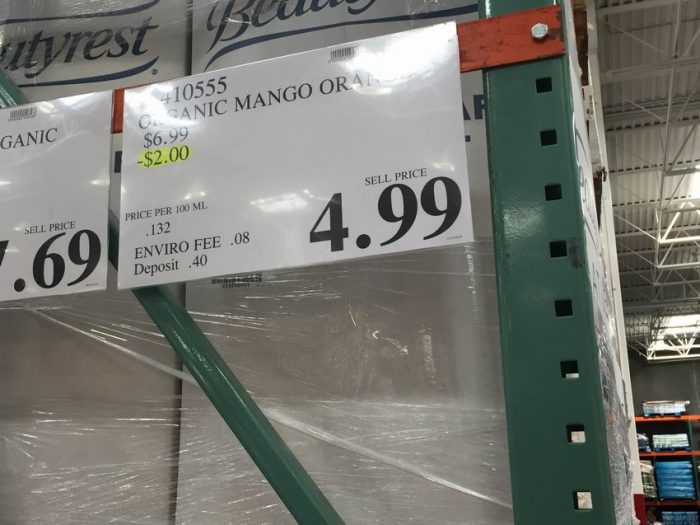 utyrest
Beautyrest
410555
ORGANIC MANGO ORANGE
$6.99
-$2.00
PRICE PER 100 ML
.132
ENVIRO FEE .08
Deposit .40
SELL PRICE
4.99
GANIC
SELL PRICE
.69